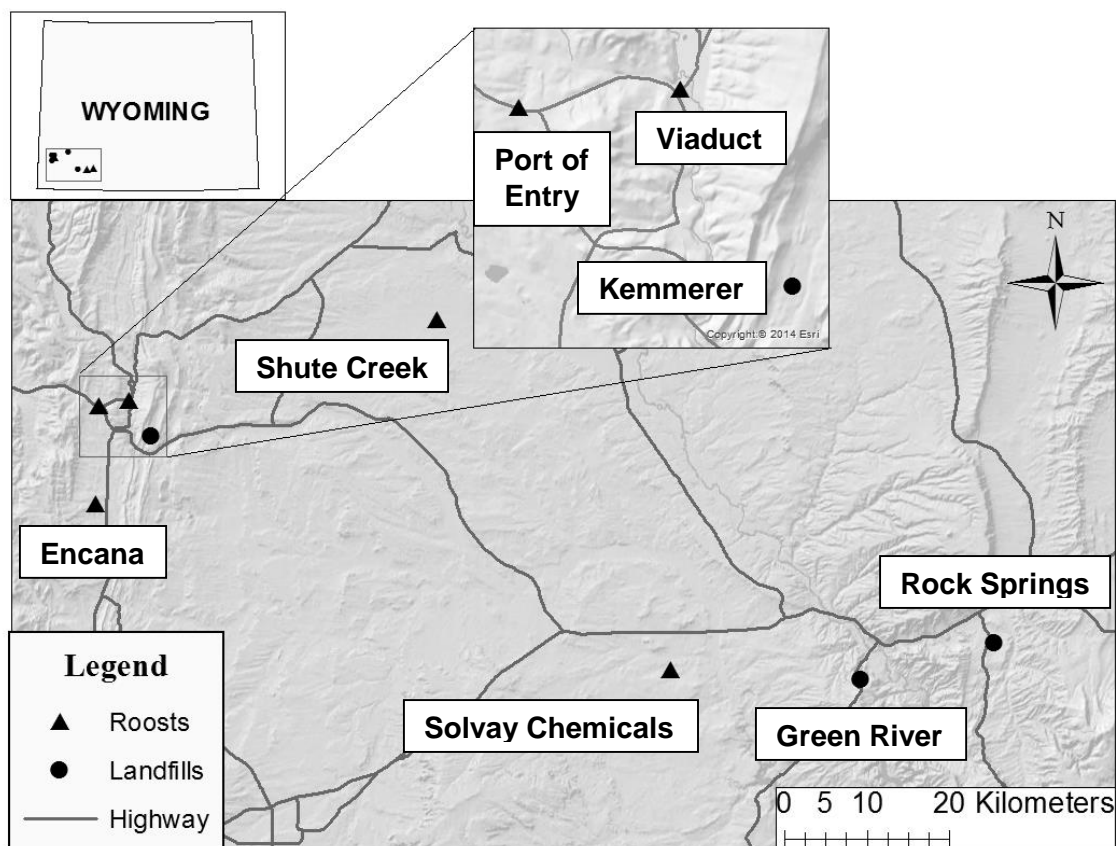 WYOMING
Port of
Entry
Viaduct
Kemmerer
Copyright:© 2014 Esri
N
Shute Creek
Encana
Rock Springs
Solvay Chemicals
Green River
Legend
Roosts
Landfills
Highway
0 5 10 20 Kilometers